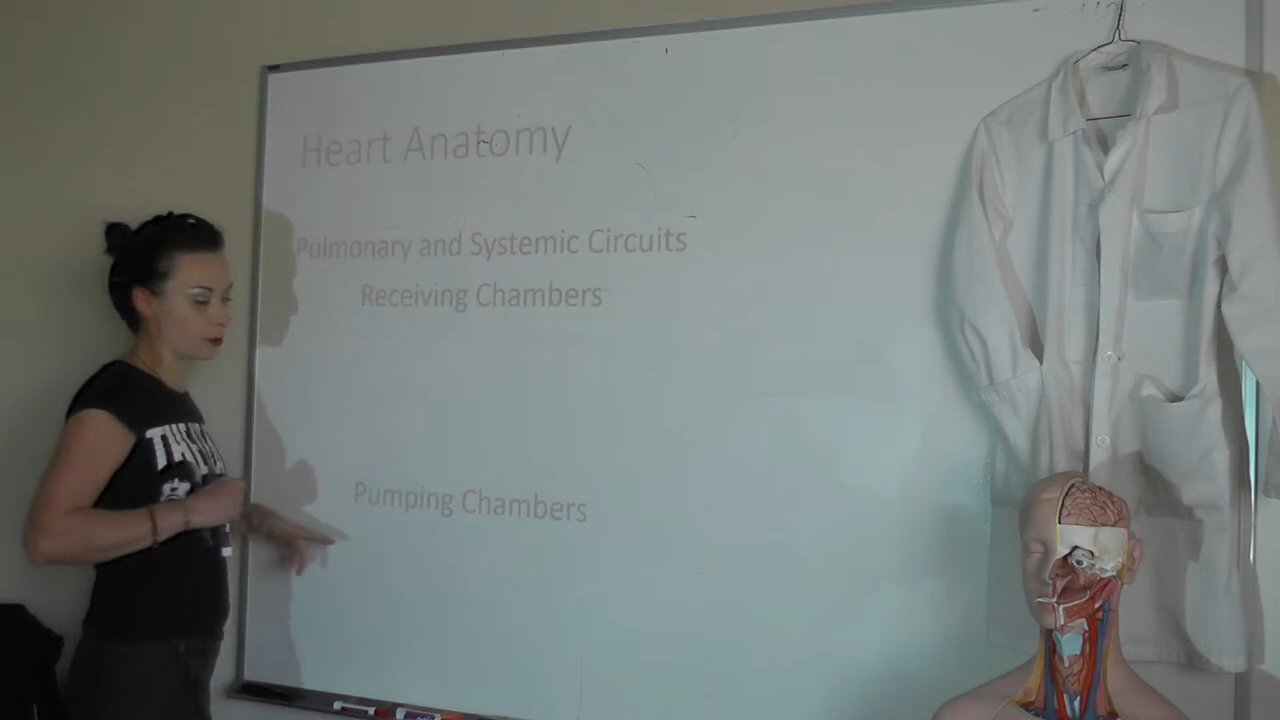 Heart Anatomy
Pulmonary and Systemic Circuits
Receiving Chambers
Pumping Chambers